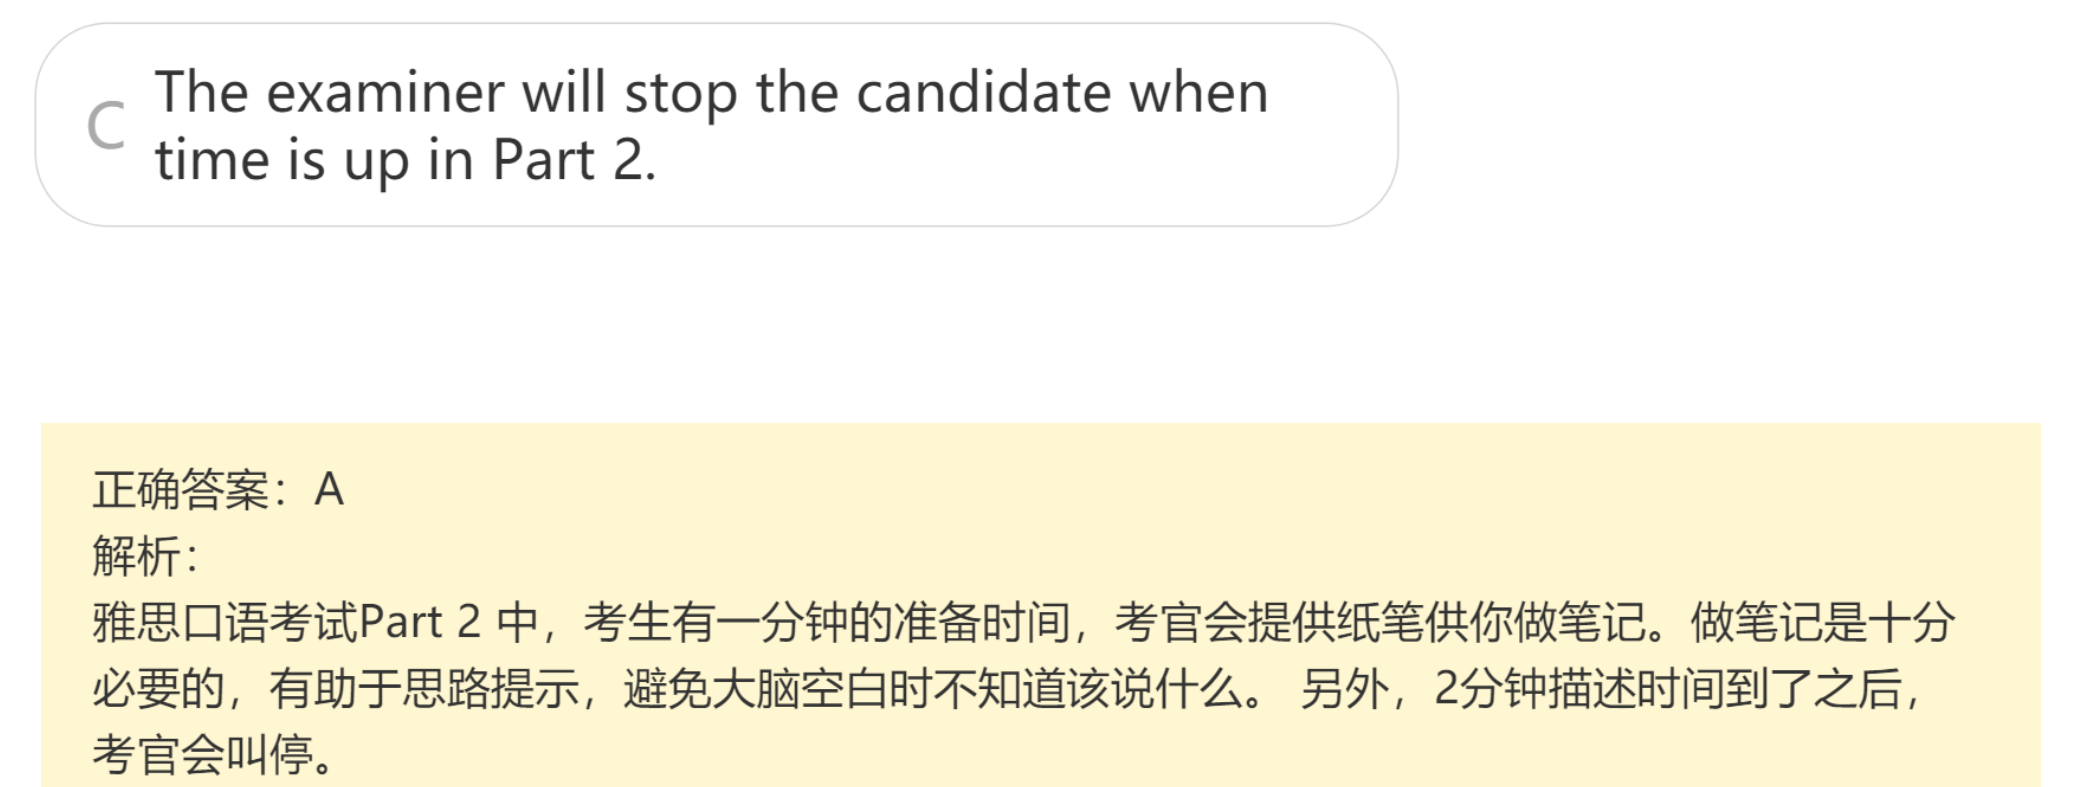 C
The examiner will stop the candidate when
time is up in Part 2.
正确答案：A
解析：
雅思口语考试Part 2 中，考生有一分钟的准备时间，考官会提供纸笔供你做笔记。做笔记是十分
必要的，有助于思路提示，避免大脑空白时不知道该说什么。 另外，2分钟描述时间到了之后，
考官会叫停。